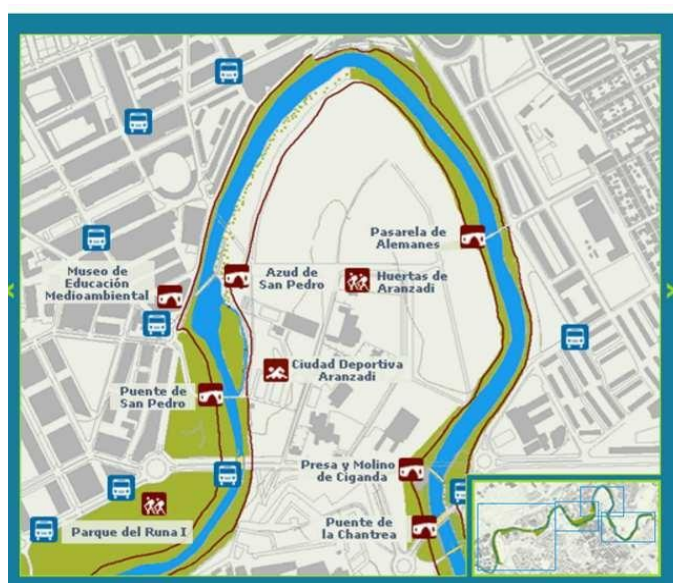 Pasarela de
Alemanes
Museo de
Educación
Medioambiental
Azud de
San Pedro
Huertas de
Aranzadi
Ciudad Deportiva
Aranzadi
Puente de
San Pedro
Presa y Molino
de Ciganda
Parque del Runa I
Puente de
la Chantrea